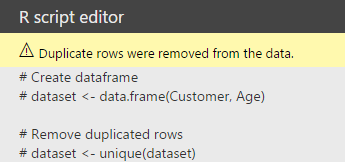 R script editor
Duplicate rows were removed from the data.
# Create dataframe
# dataset <- data.frame(Customer, Age)
# Remove duplicated rows
# dataset <- unique(dataset)